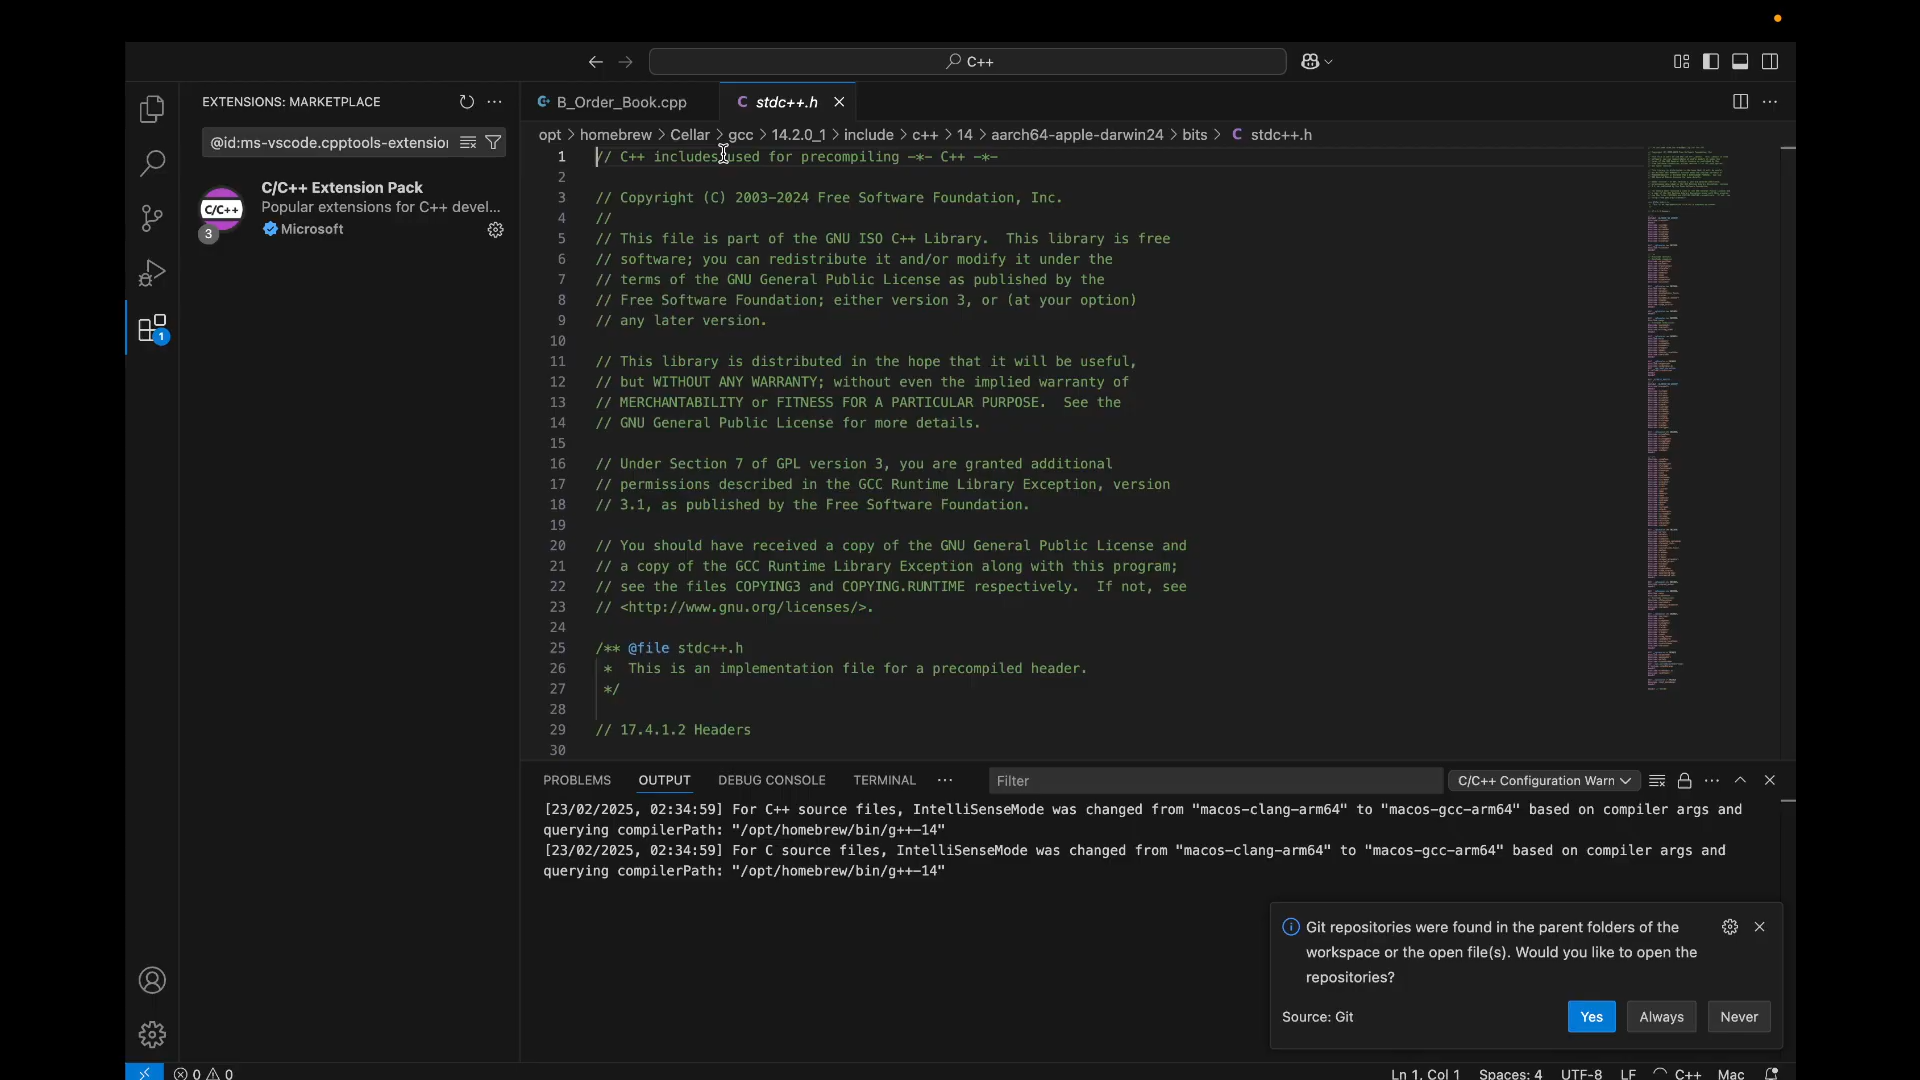 C++
EXTENSIONS: MARKETPLACE
@id:ms-vscode.cpptools-extension
C/C++ Extension Pack
C/C++
Popular extensions for C++ devel...
3
Microsoft
1
B_Order_Book.cpp
C stdc++.h
opt > homebrew > Cellar > gcc > 14.2.0_1 > include > c++ > 14 > aarch64-apple-darwin24 > bits > C stdc++.h
1 // C++ includes used for precompiling -*- C++ -*-
2
3 // Copyright (C) 2003-2024 Free Software Foundation, Inc.
4 //
5 // This file is part of the GNU ISO C++ Library.  This library is free
6 // software; you can redistribute it and/or modify it under the
7 // terms of the GNU General Public License as published by the
8 // Free Software Foundation; either version 3, or (at your option)
9 // any later version.
10
11 // This library is distributed in the hope that it will be useful,
12 // but WITHOUT ANY WARRANTY; without even the implied warranty of
13 // MERCHANTABILITY or FITNESS FOR A PARTICULAR PURPOSE.  See the
14 // GNU General Public License for more details.
15
16 // Under Section 7 of GPL version 3, you are granted additional
17 // permissions described in the GCC Runtime Library Exception, version
18 // 3.1, as published by the Free Software Foundation.
19
20 // You should have received a copy of the GNU General Public License and
21 // a copy of the GCC Runtime Library Exception along with this program;
22 // see the files COPYING3 and COPYING.RUNTIME respectively.  If not, see
23 // <http://www.gnu.org/licenses/>.
24
25 /** @file stdc++.h
26 *  This is an implementation file for a precompiled header.
27 */
28
29 // 17.4.1.2 Headers
30
PROBLEMS OUTPUT DEBUG CONSOLE TERMINAL ··· Filter C/C++ Configuration Warn
[23/02/2025, 02:34:59] For C++ source files, IntelliSenseMode was changed from "macos-clang-arm64" to "macos-gcc-arm64" based on compiler args and
querying compilerPath: "/opt/homebrew/bin/g++-14"
[23/02/2025, 02:34:59] For C source files, IntelliSenseMode was changed from "macos-clang-arm64" to "macos-gcc-arm64" based on compiler args and
querying compilerPath: "/opt/homebrew/bin/g++-14"
Git repositories were found in the parent folders of the
workspace or the open file(s). Would you like to open the
repositories?
Source: Git Yes Always Never
0 0 Ln 1, Col 1 Spaces: 4 UTF-8 LF C++ Mac